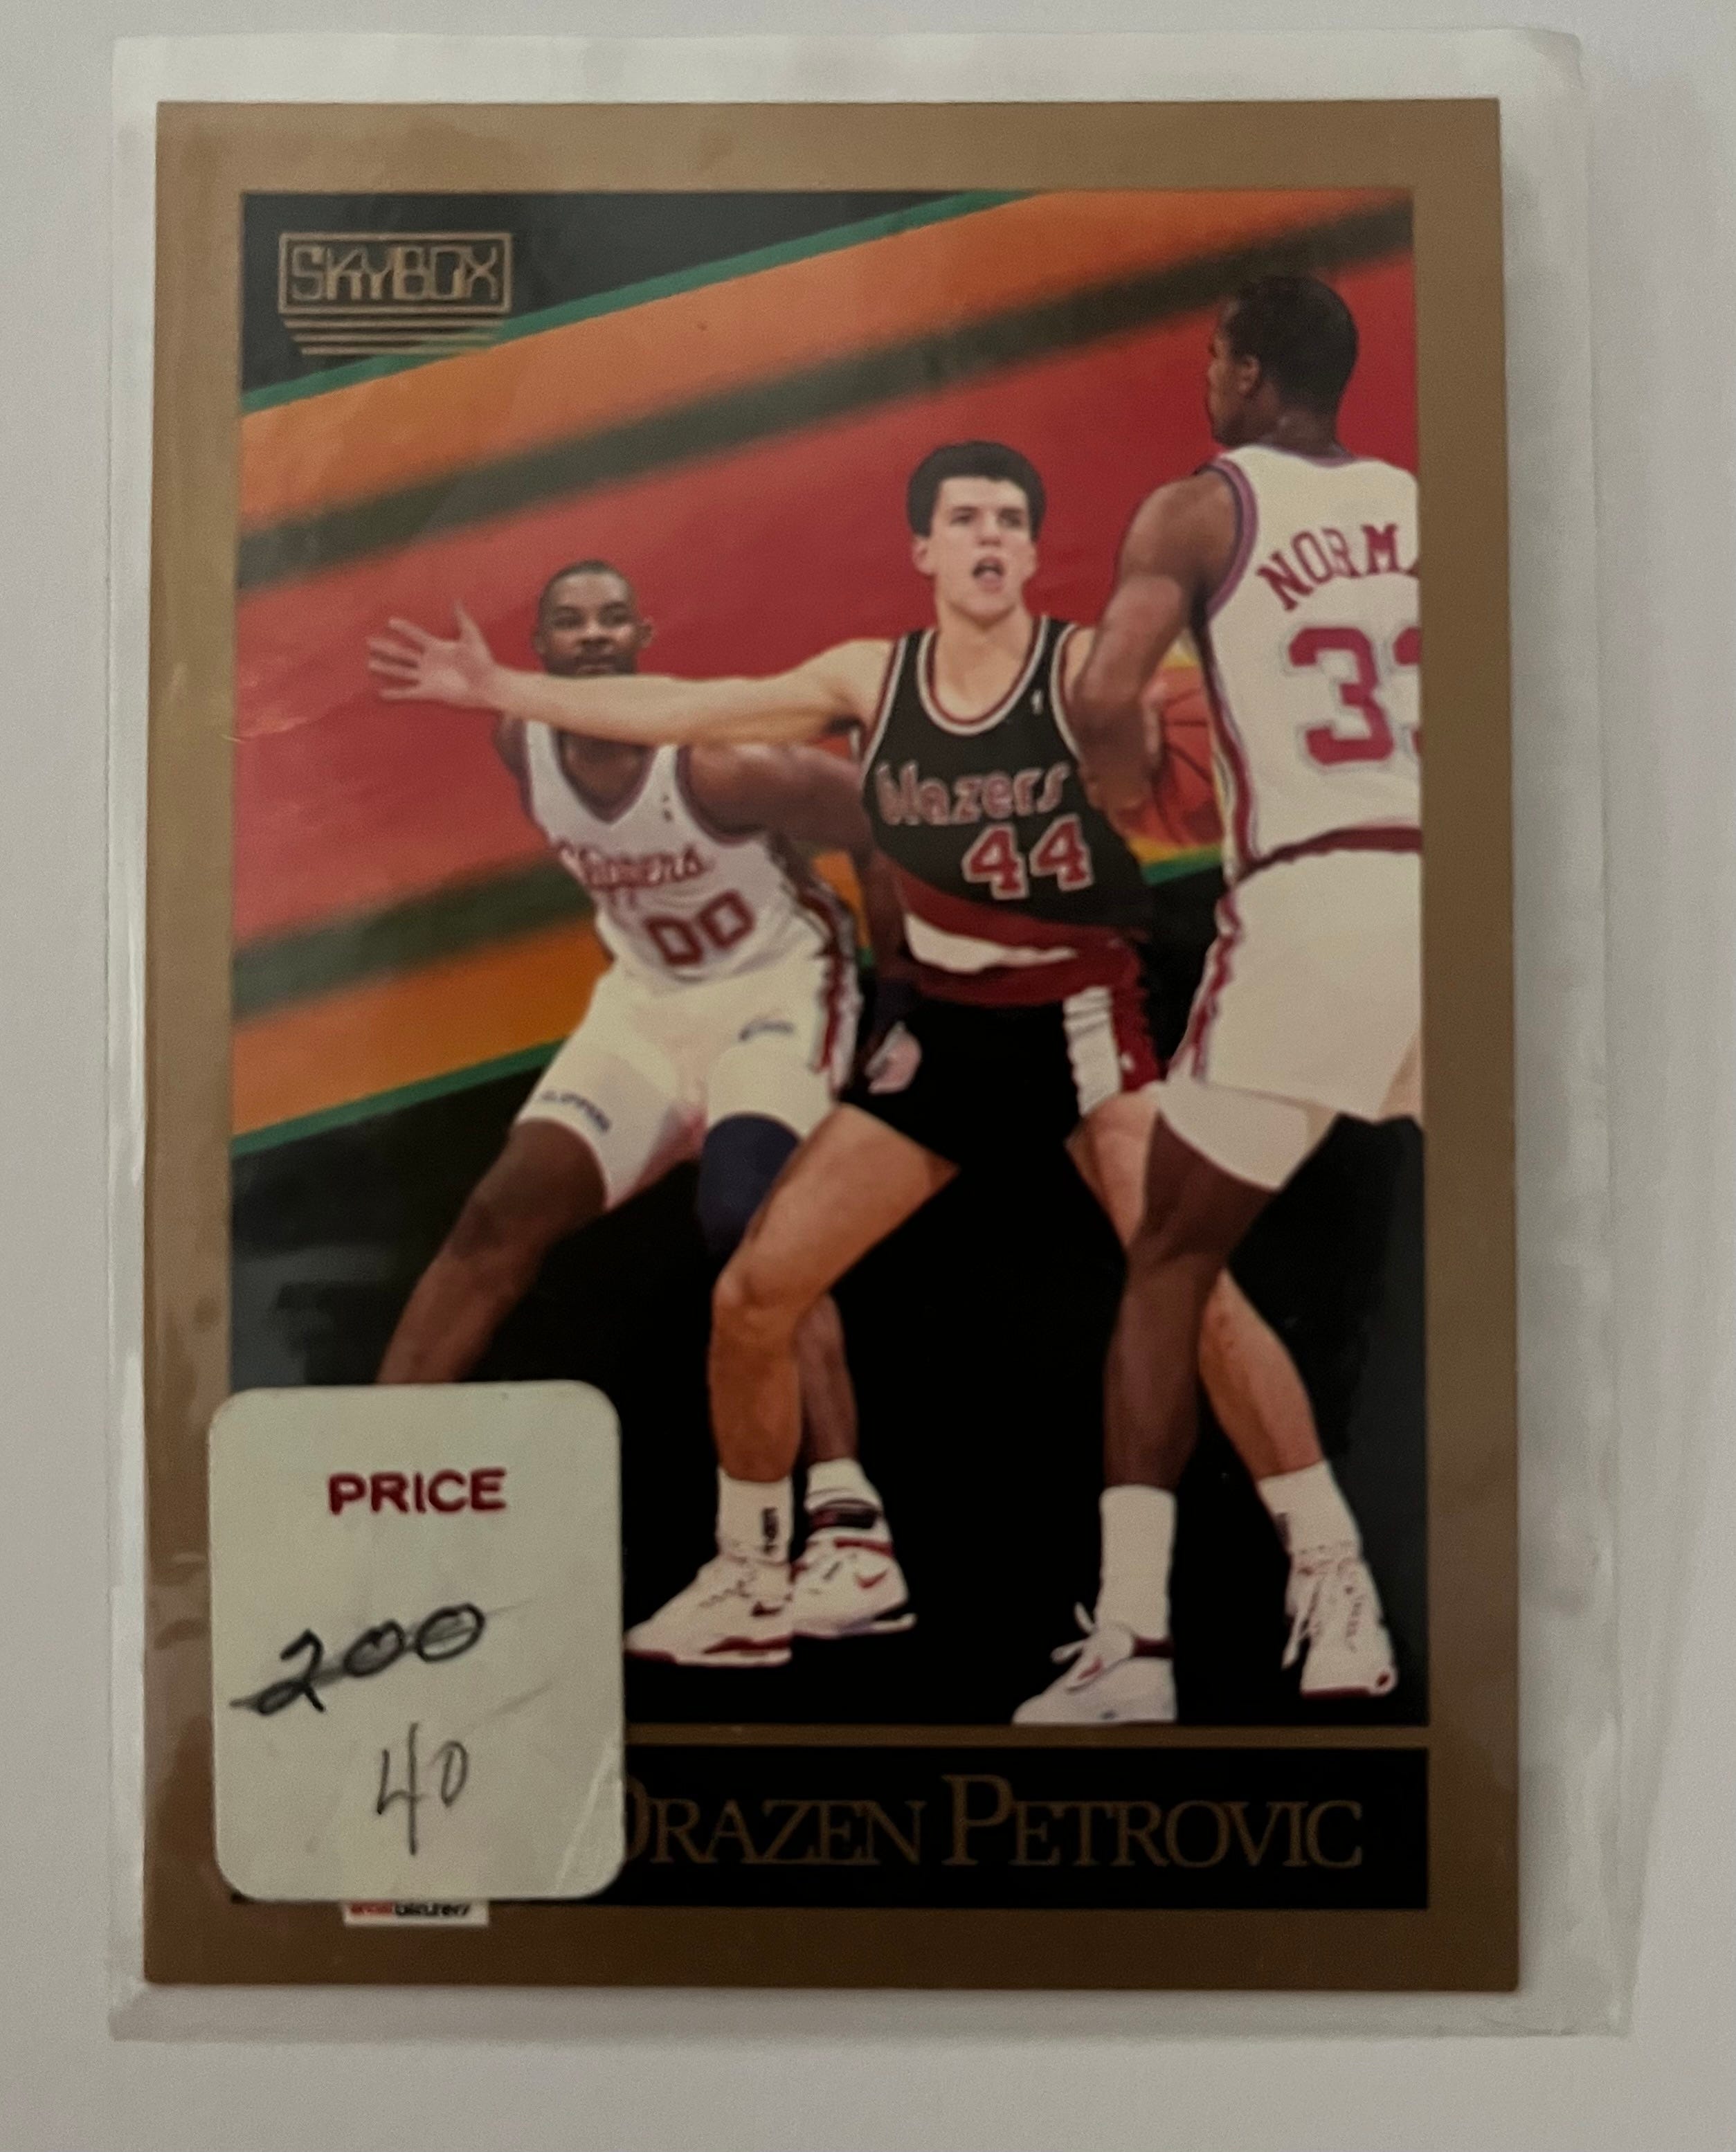 SKYBOX
NORMA
33
blazers
44
Clippers
00
PRICE
200
40
DRAZEN PETROVIC